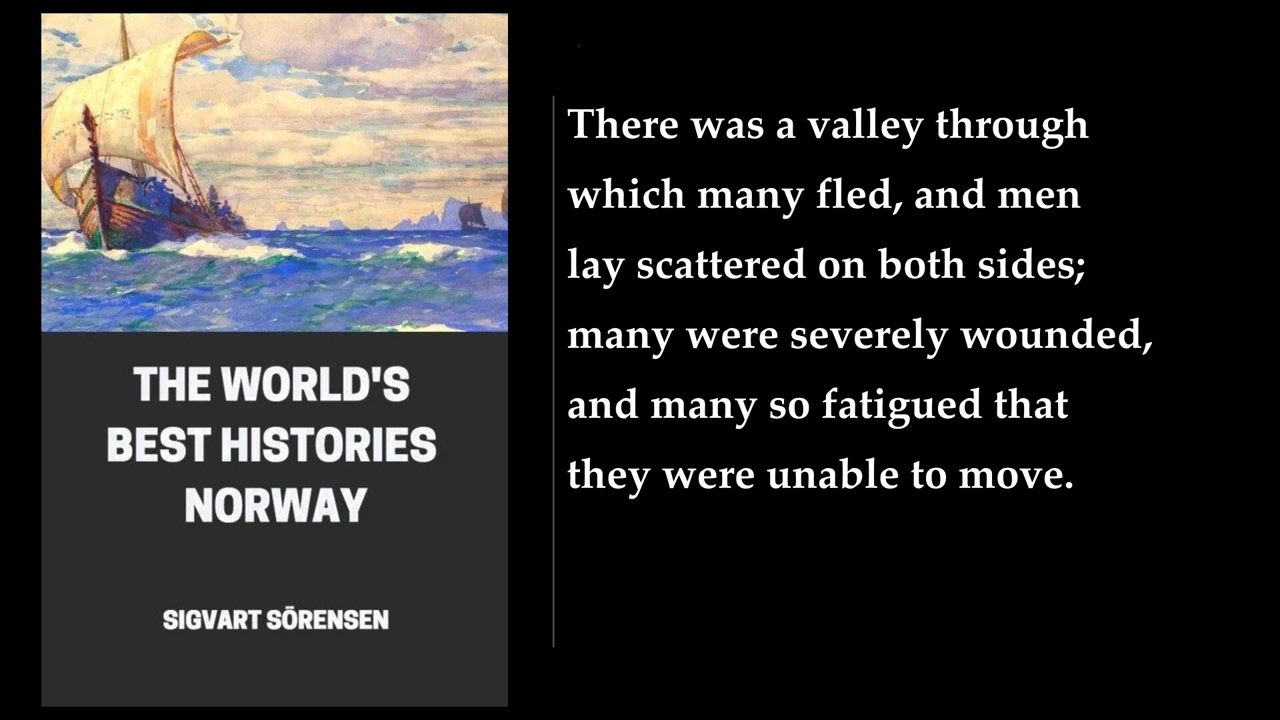 THE WORLD'S
BEST HISTORIES
NORWAY
SIGVART SÖRENSEN
There was a valley through
which many fled, and men
lay scattered on both sides;
many were severely wounded,
and many so fatigued that
they were unable to move.